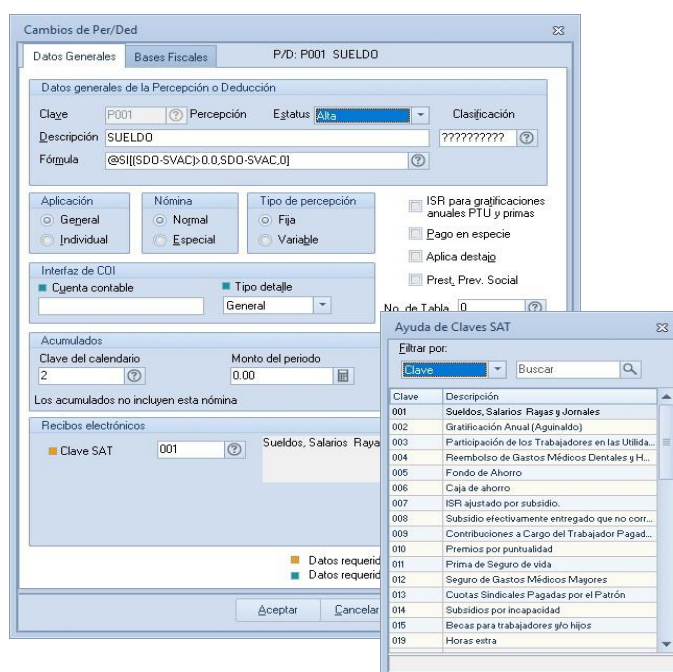 Cambios de Per/Ded
Datos Generales Bases Fiscales P/D: P001 SUELDO
Datos generales de la Percepción o Deducción
Clave P001 Percepción Estatus Alta Clasificación
Descripción SUELDO ??????????
Fórmula @SI[(SDO-SVAC)>0.0,SDO-SVAC,0]
Aplicación Nómina Tipo de percepción
General Normal Fija
Individual Especial Variable
ISR para gratificaciones
anuales PTU y primas
Pago en especie
Aplica destajo
Prest. Prev. Social
No. de Tabla 0
Interfaz de COI
Cuenta contable Tipo detalle
General
Acumulados
Clave del calendario Monto del periodo
2 0.00
Los acumulados no incluyen esta nómina
Recibos electrónicos
Clave SAT 001 Sueldos, Salarios Raya
Datos requerid
Datos requerid
Aceptar Cancelar
Ayuda de Claves SAT
Filtrar por:
Clave Buscar
Clave Descripción
001 Sueldos, Salarios Rayas y Jornales
002 Gratificación Anual (Aguinaldo)
003 Participación de los Trabajadores en las Utilida...
004 Reembolso de Gastos Médicos Dentales y H...
005 Fondo de Ahorro
006 Caja de ahorro
007 ISR ajustado por subsidio.
008 Subsidio efectivamente entregado que no corr...
009 Contribuciones a Cargo del Trabajador Pagad...
010 Premios por puntualidad
011 Prima de Seguro de vida
012 Seguro de Gastos Médicos Mayores
013 Cuotas Sindicales Pagadas por el Patrón
014 Subsidios por incapacidad
015 Becas para trabajadores y/o hijos
019 Horas extra